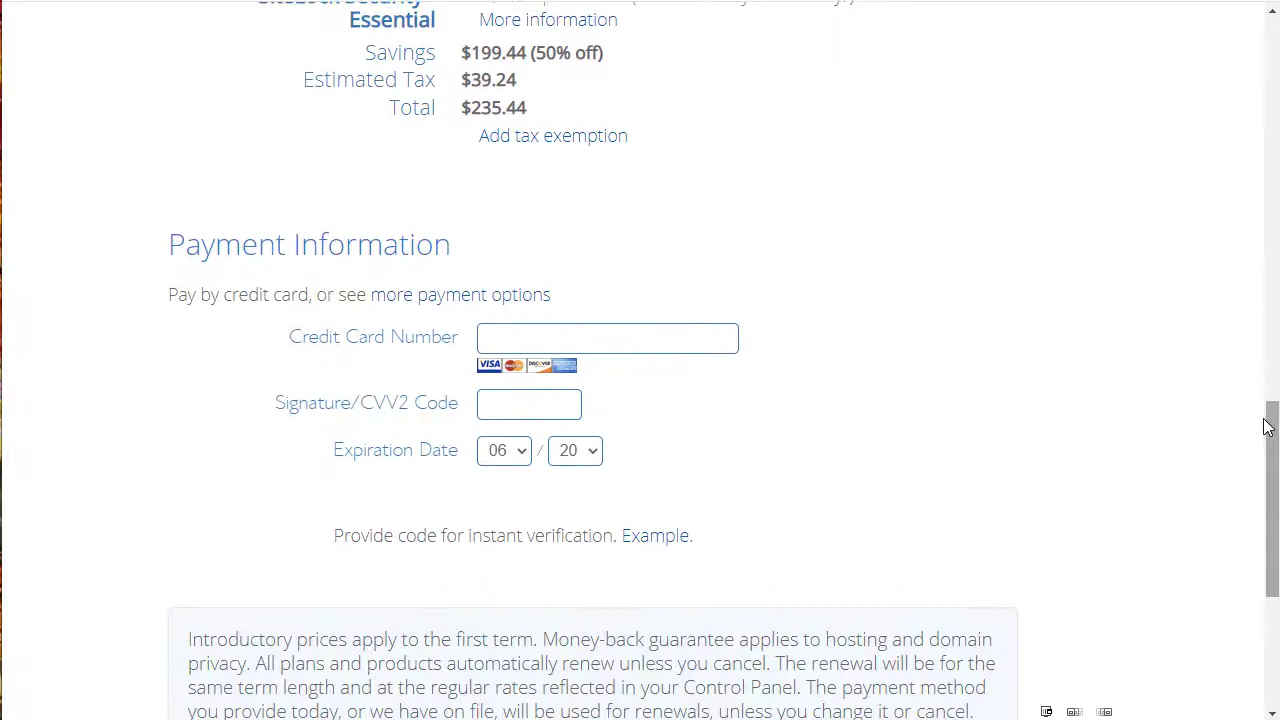 SiteLock Security
Essential More information
Savings $199.44 (50% off)
Estimated Tax $39.24
Total $235.44
Add tax exemption
Payment Information
Pay by credit card, or see more payment options
Credit Card Number
VISA DISCOVER
Signature/CVV2 Code
Expiration Date 06 / 20
Provide code for instant verification. Example.
Introductory prices apply to the first term. Money-back guarantee applies to hosting and domain
privacy. All plans and products automatically renew unless you cancel. The renewal will be for the
same term length and at the regular rates reflected in your Control Panel. The payment method
you provide today, or we have on file, will be used for renewals, unless you change it or cancel.